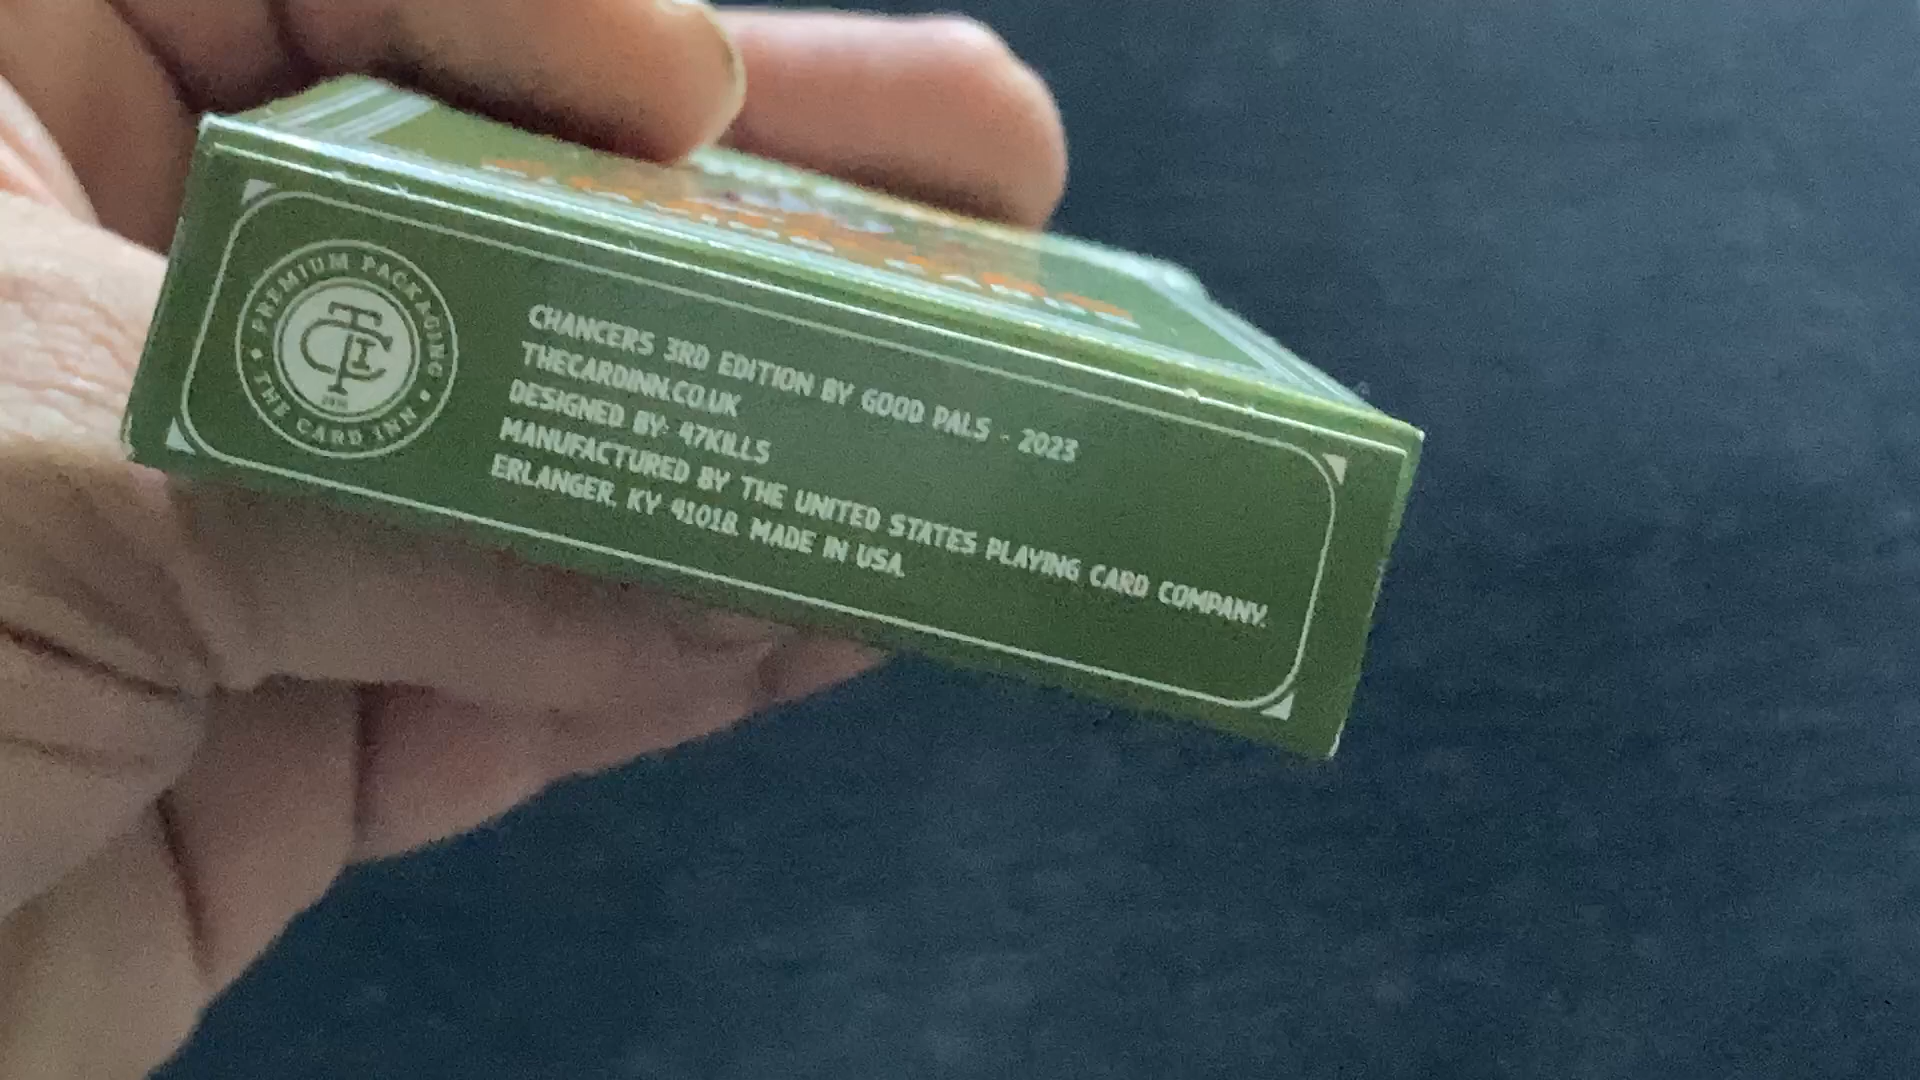 PREMIUM PACKAGING
THE CARD INN
CHANCERS 3RD EDITION BY GOOD PALS - 2023
THECARDINN.CO.UK
DESIGNED BY: 47KILLS
MANUFACTURED BY THE UNITED STATES PLAYING CARD COMPANY.
ERLANGER, KY 41018. MADE IN USA.